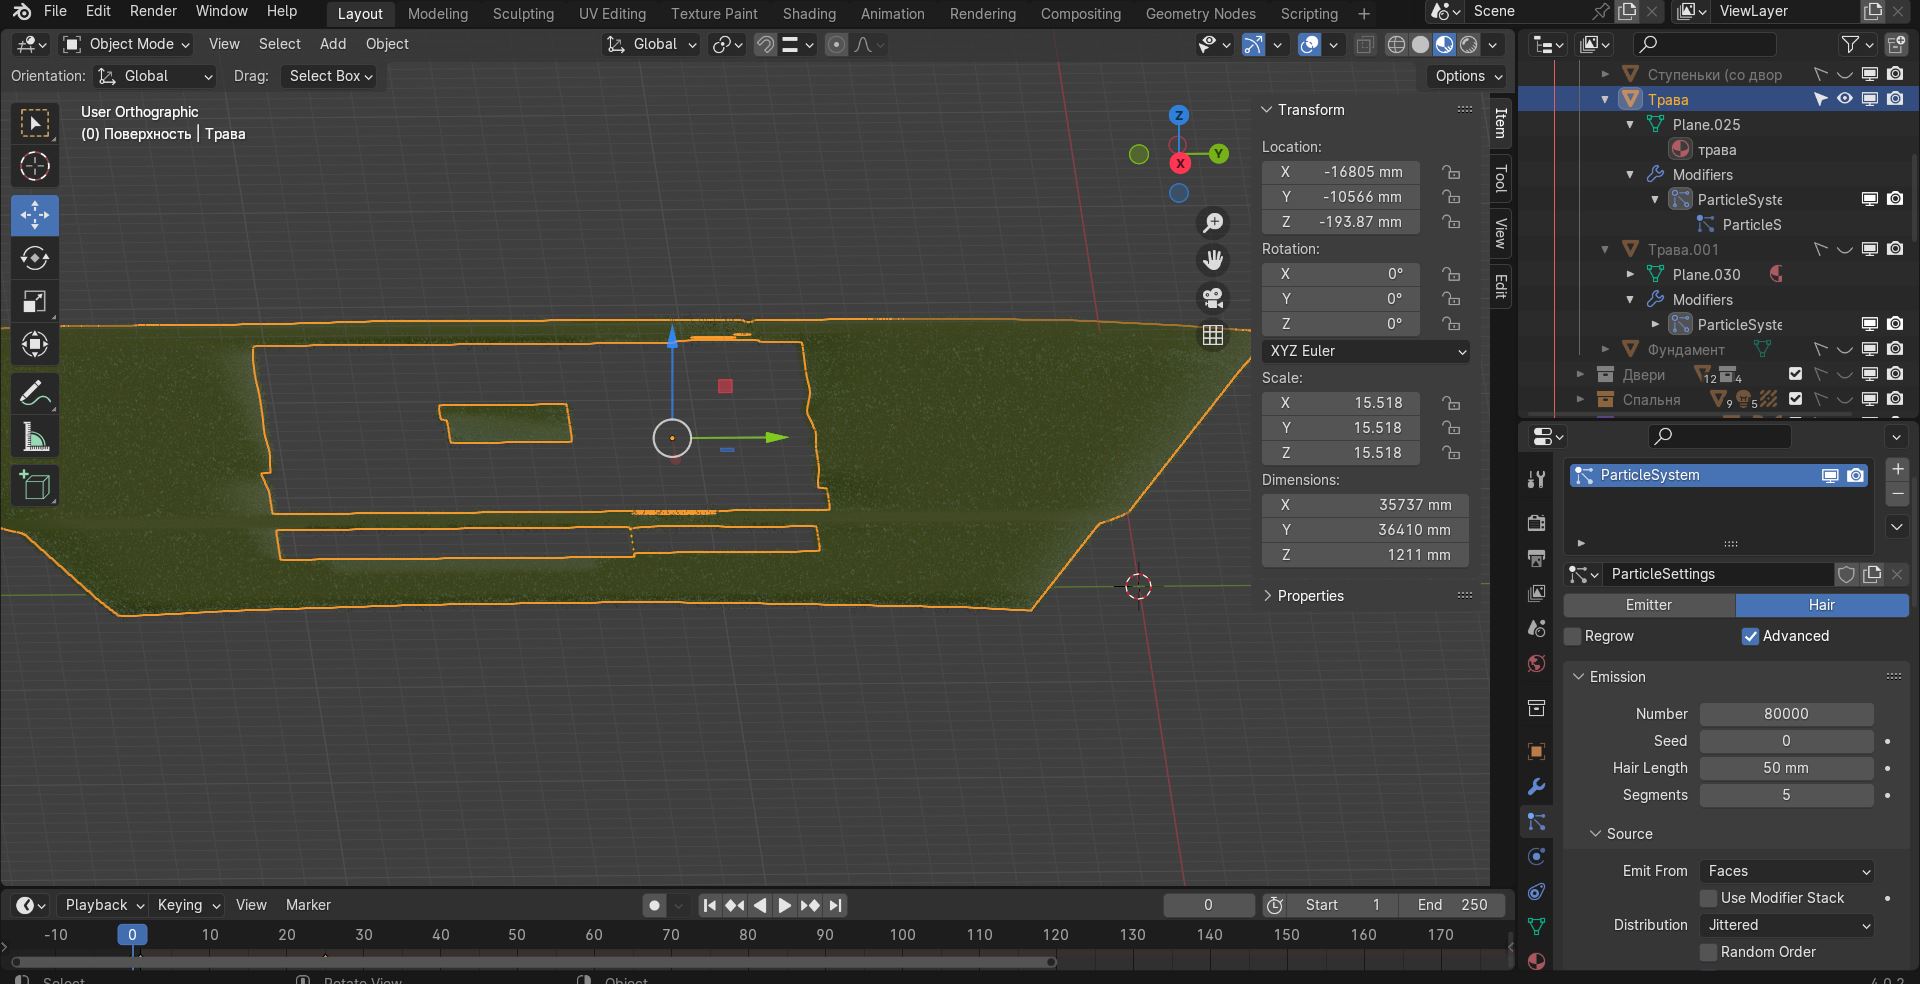 File Edit Render Window Help Layout Modeling Sculpting UV Editing Texture Paint Shading Animation Rendering Compositing Geometry Nodes Scripting + Scene ViewLayer
Object Mode View Select Add Object Global
Orientation: Global Drag: Select Box Options
User Orthographic
(0) Поверхность | Трава
Z
Y
X
Transform
Location:
X -16805 mm
Y -10566 mm
Z -193.87 mm
Rotation:
X 0°
Y 0°
Z 0°
XYZ Euler
Scale:
X 15.518
Y 15.518
Z 15.518
Dimensions:
X 35737 mm
Y 36410 mm
Z 1211 mm
Properties
Item
Tool
View
Edit
Ступеньки (со двор
Трава
Plane.025
трава
Modifiers
ParticleSyste
ParticleS
Трава.001
Plane.030
Modifiers
ParticleSyste
Фундамент
Двери 12 4
Спальня 9 5
ParticleSystem
ParticleSettings
Emitter Hair
Regrow Advanced
Emission
Number 80000
Seed 0
Hair Length 50 mm
Segments 5
Source
Emit From Faces
Use Modifier Stack
Distribution Jittered
Random Order
Playback Keying View Marker 0 Start 1 End 250
-10 0 10 20 30 40 50 60 70 80 90 100 110 120 130 140 150 160 170
Select Rotate View Object 4.0.2